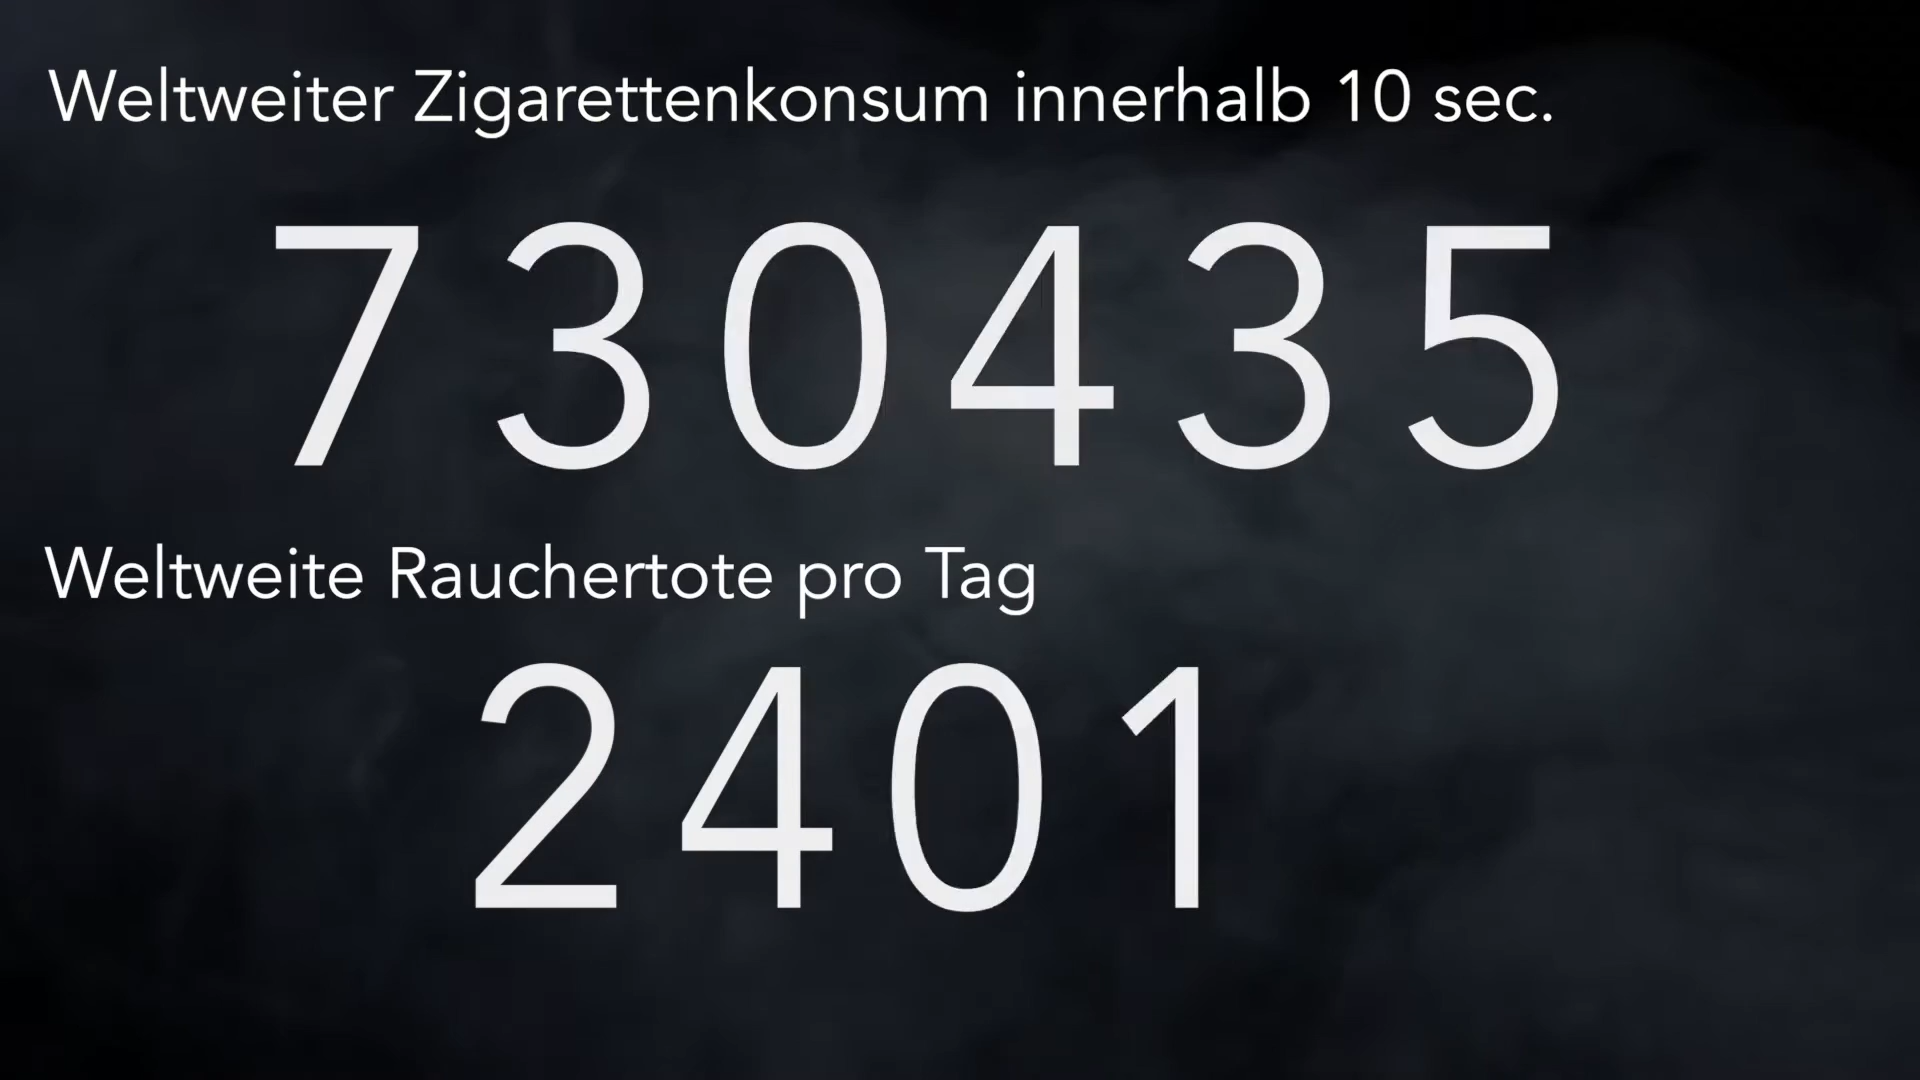 Weltweiter Zigarettenkonsum innerhalb 10 sec.
730435
Weltweite Rauchertote pro Tag
2401